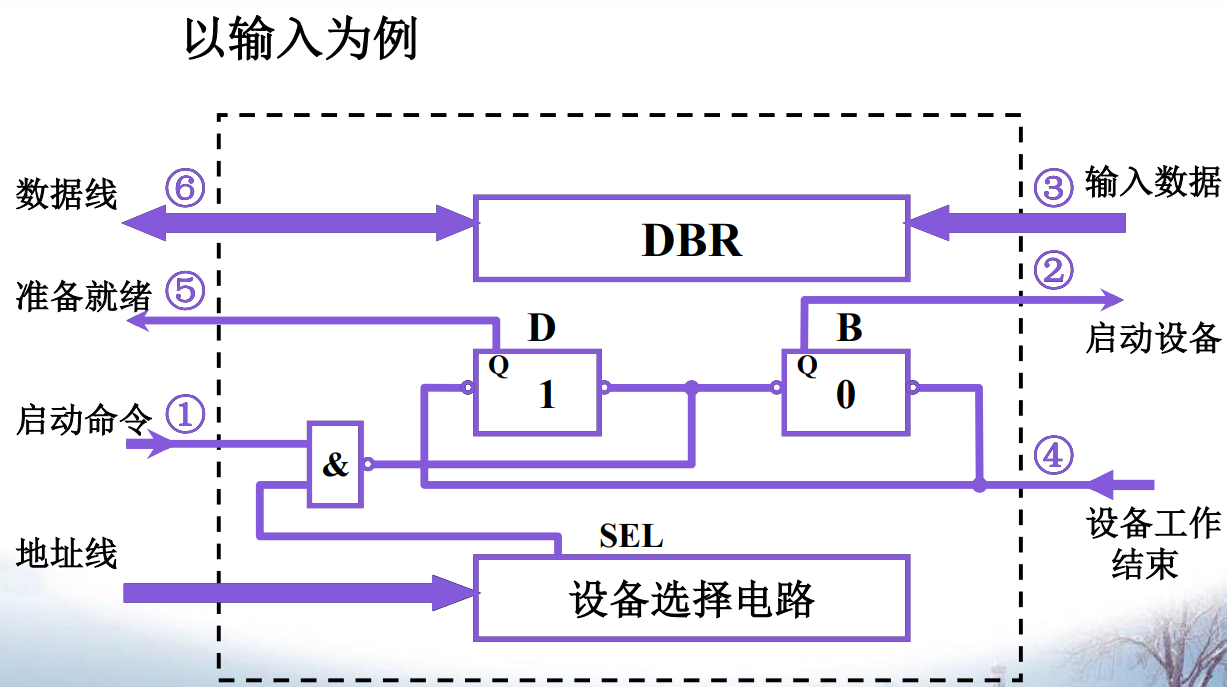 以输入为例
数据线 ⑥
DBR
③ 输入数据
②
启动设备
准备就绪 ⑤
D
Q
1
B
Q
0
启动命令 ①
&
④
设备工作
结束
地址线
SEL
设备选择电路